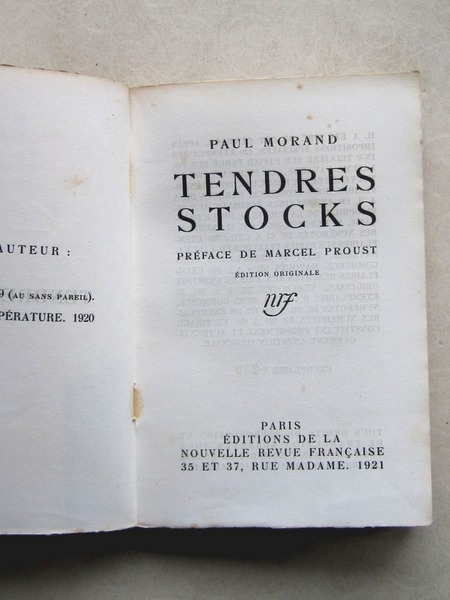 AUTEUR :
9 (AU SANS PAREIL).
PÉRATURE. 1920
PAUL MORAND
TENDRES
STOCKS
PRÉFACE DE MARCEL PROUST
ÉDITION ORIGINALE
nrf
PARIS
ÉDITIONS DE LA
NOUVELLE REVUE FRANÇAISE
35 ET 37, RUE MADAME. 1921